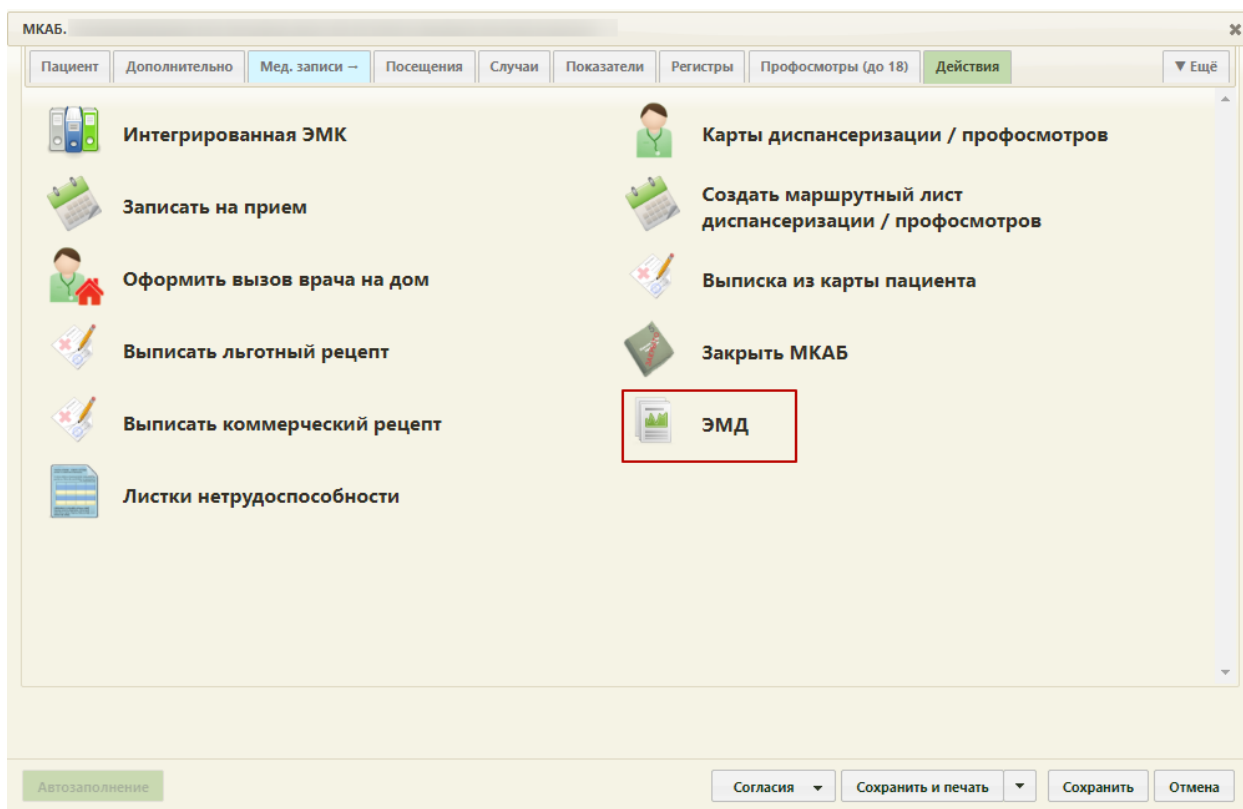 МКАБ.
Пациент Дополнительно Мед. записи – Посещения Случаи Показатели Регистры Профосмотры (до 18) Действия ▼ Ещё
Интегрированная ЭМК
Карты диспансеризации / профосмотров
Записать на прием
Создать маршрутный лист
диспансеризации / профосмотров
Оформить вызов врача на дом
Выписка из карты пациента
Выписать льготный рецепт
Закрыть МКАБ
Выписать коммерческий рецепт
ЭМД
Листки нетрудоспособности
Автозаполнение Согласия Сохранить и печать Сохранить Отмена